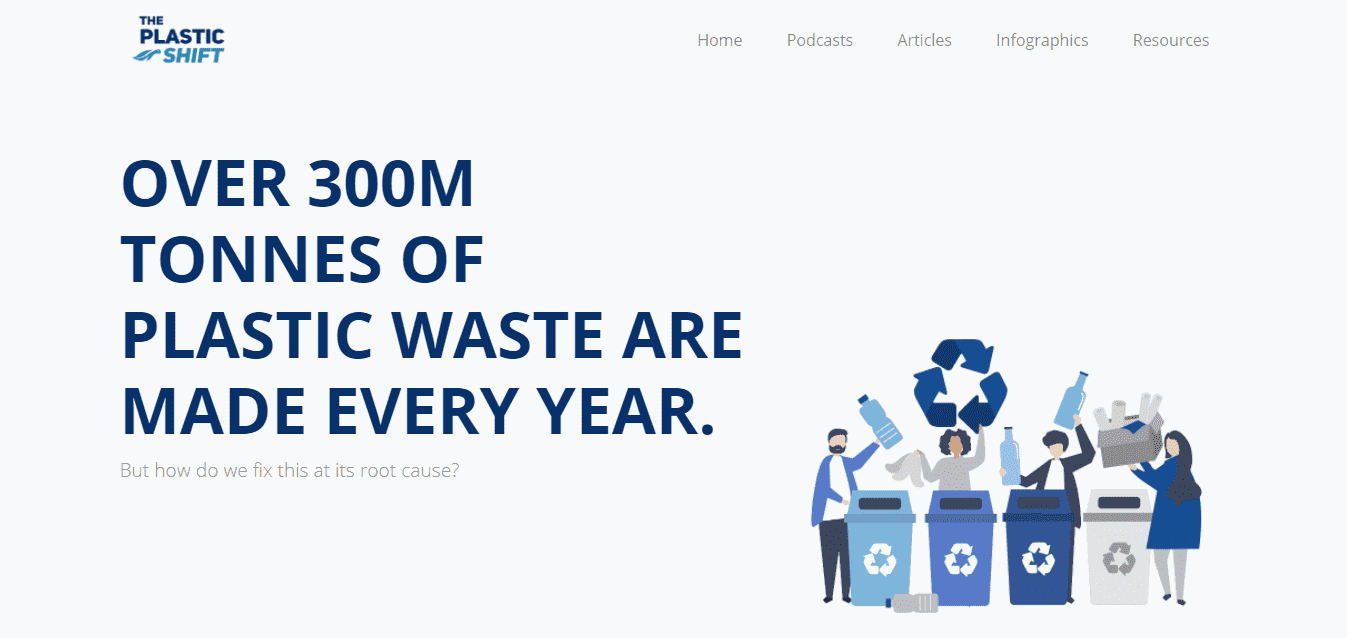 THE
PLASTIC
SHIFT
Home Podcasts Articles Infographics Resources
OVER 300M
TONNES OF
PLASTIC WASTE ARE
MADE EVERY YEAR.
But how do we fix this at its root cause?